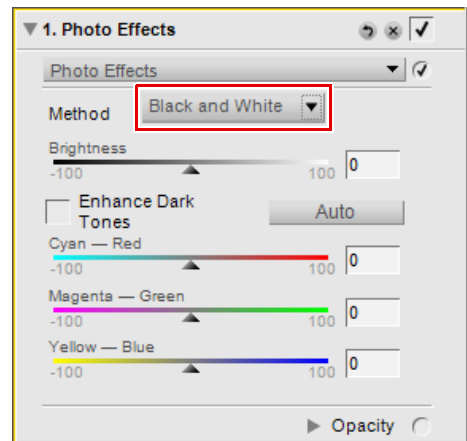 1. Photo Effects
Photo Effects
Method Black and White
Brightness
-100 100 0
Enhance Dark
Tones
Auto
Cyan — Red
-100 100 0
Magenta — Green
-100 100 0
Yellow — Blue
-100 100 0
Opacity